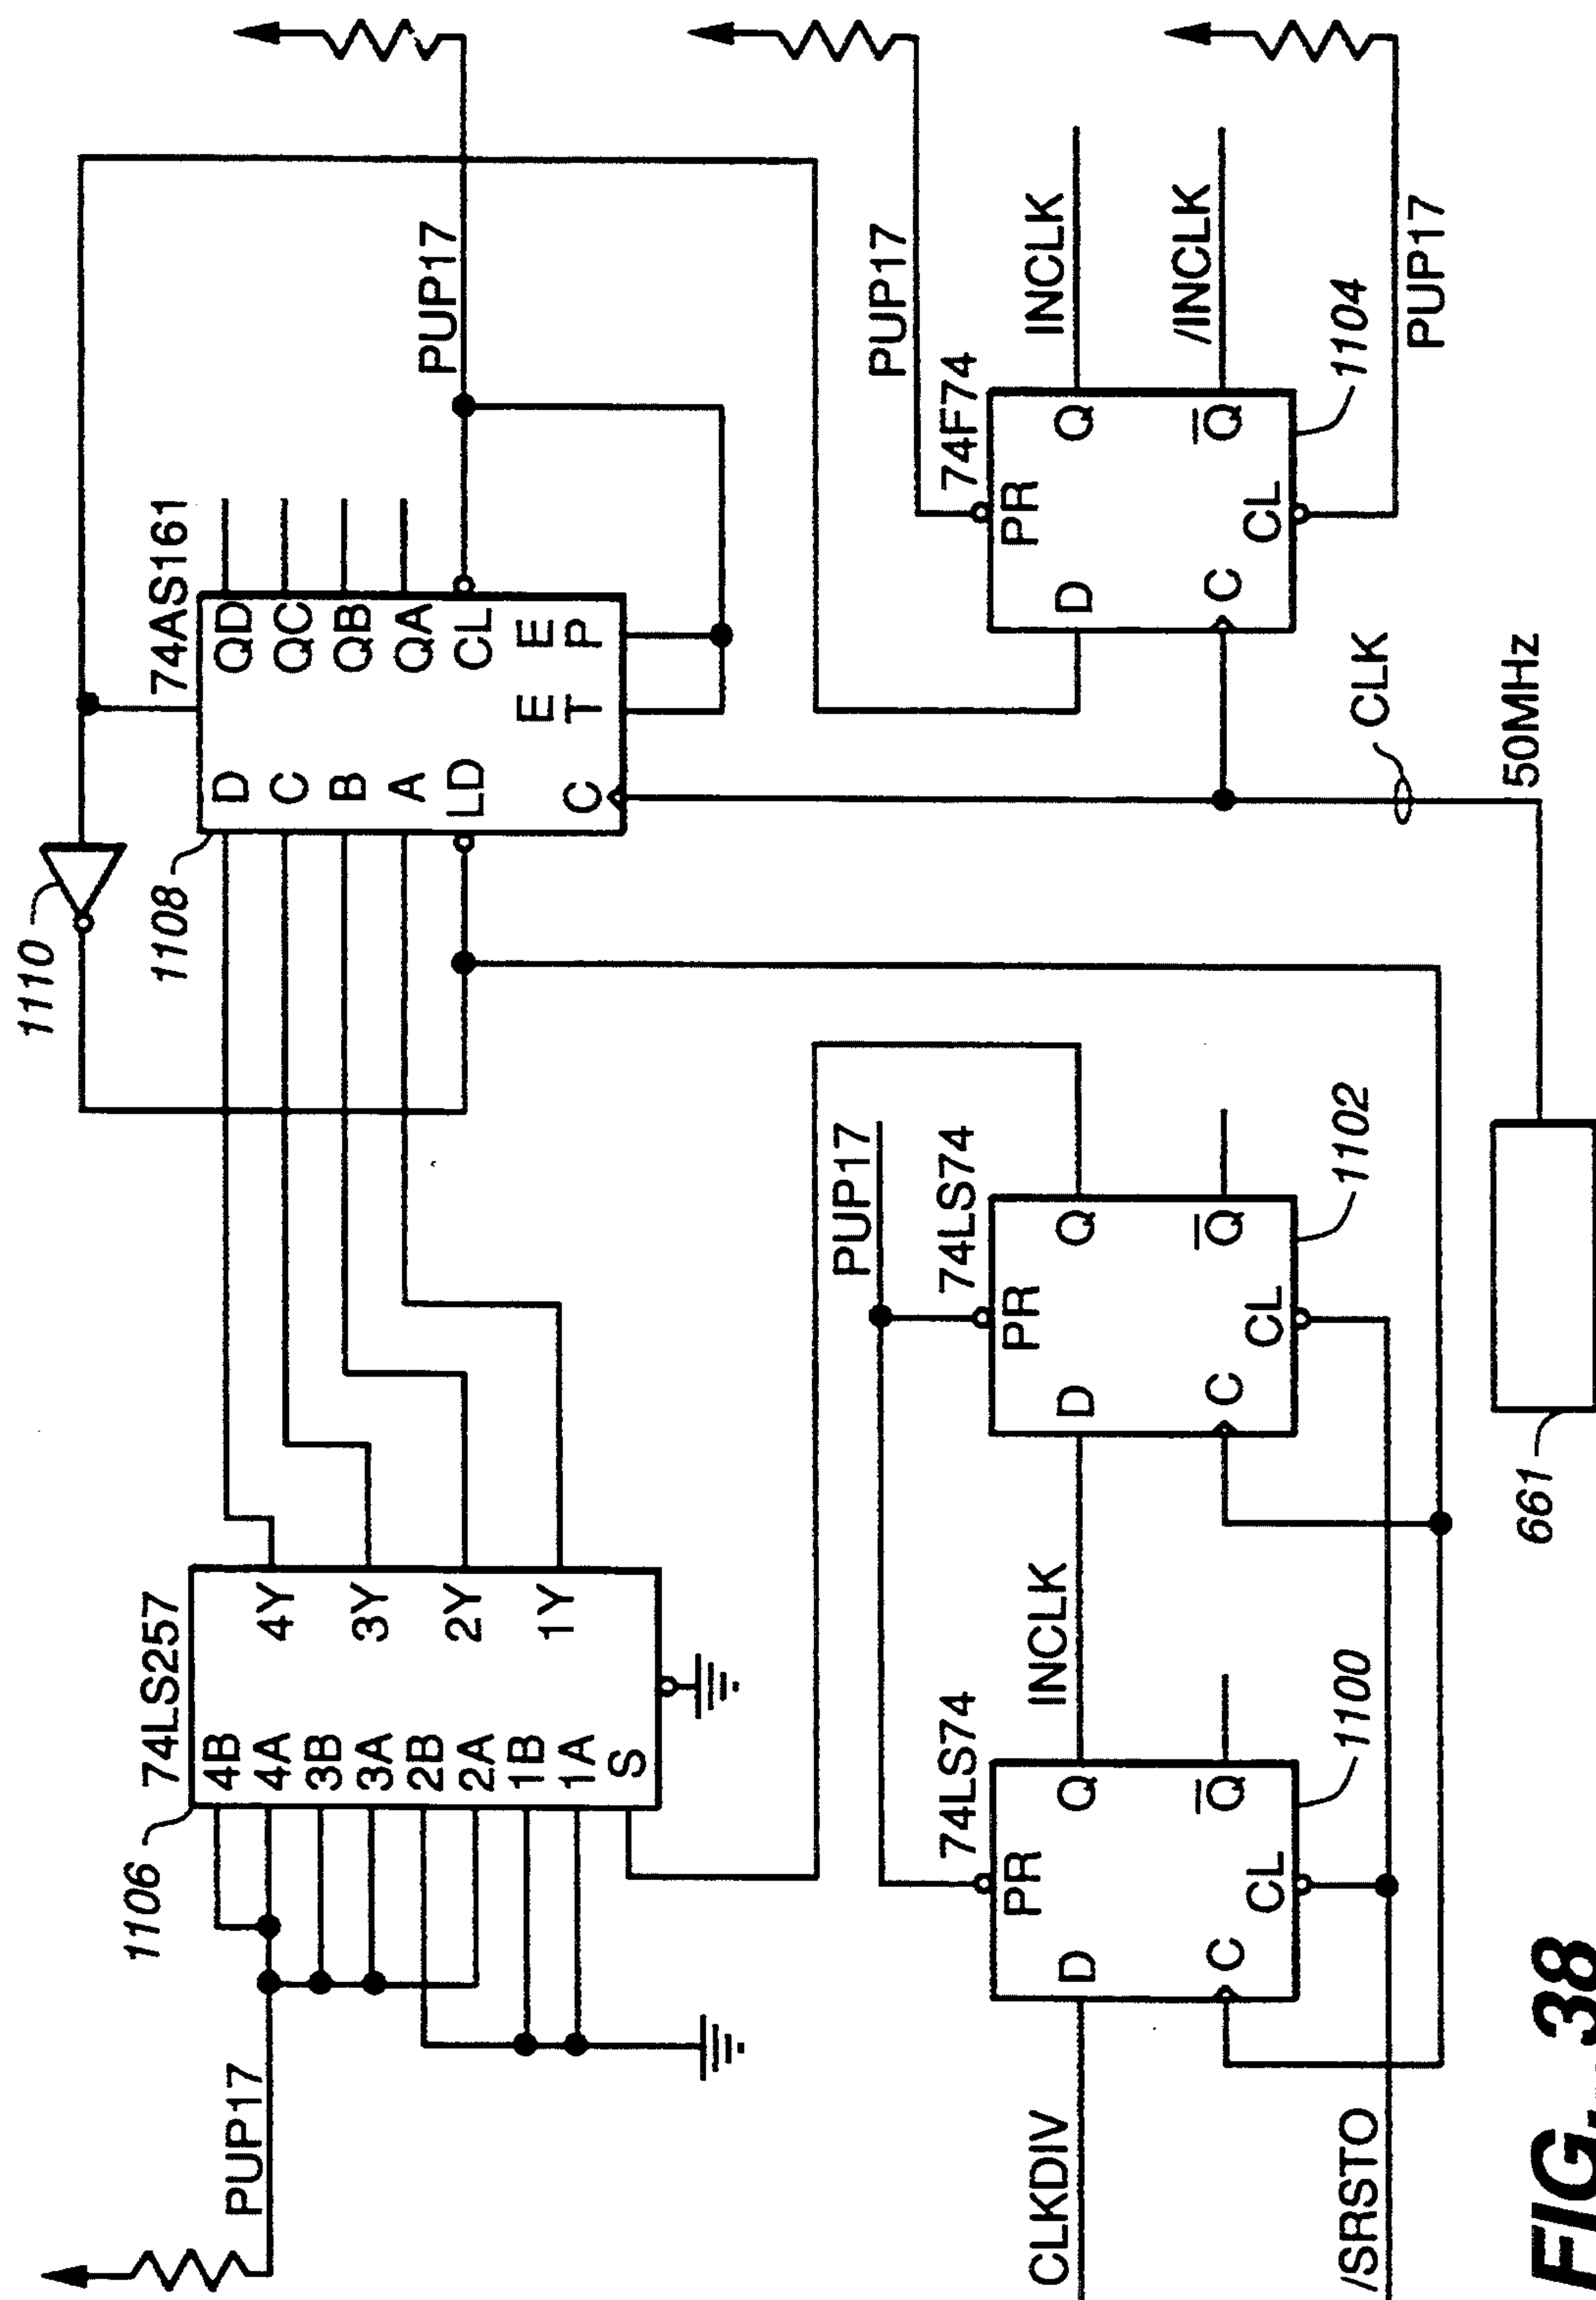 PUP17
1106
74LS257
4B
4A
3B
3A
2B
2A
1B
1A
S
4Y
3Y
2Y
1Y
1110
1108
74AS161
D
C
B
A
LD
C
QD
QC
QB
QA
CL
E E
T P
PUP17
CLKDIV
/SRSTO
74LS74
D
PR
Q
C
CL
Q
1100
INCLK
PUP17
74LS74
D
PR
Q
C
CL
Q
1102
661
50MHz
CLK
74F74
D
PR
Q
C
CL
Q
1104
PUP17
INCLK
/INCLK
PUP17
FIG._38